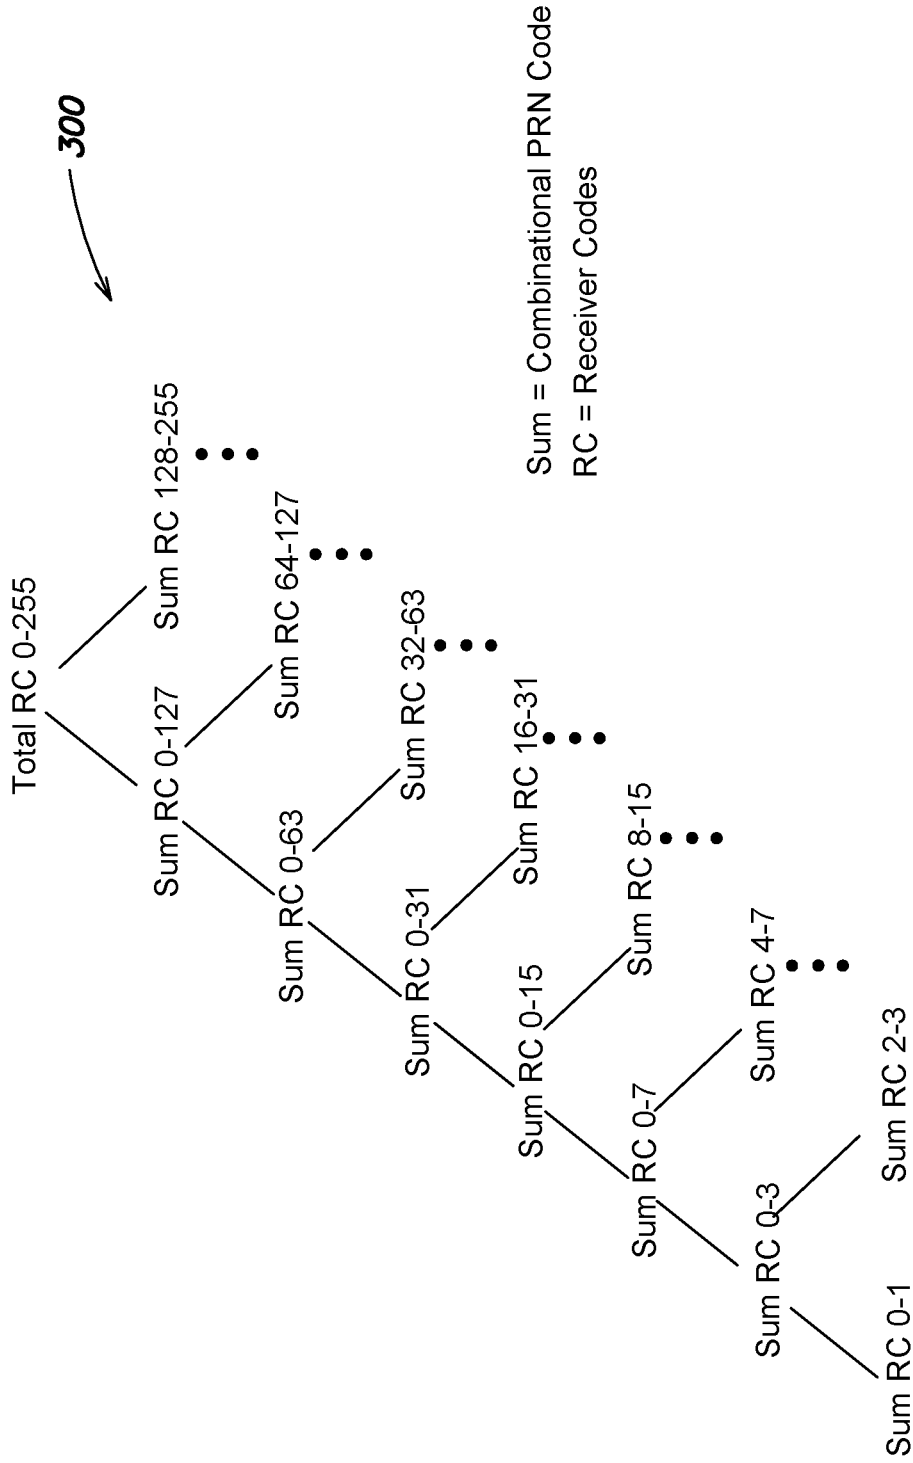 300
Total RC 0-255
Sum RC 0-127
Sum RC 128-255
Sum RC 0-63
Sum RC 64-127
Sum RC 0-31
Sum RC 32-63
Sum RC 0-15
Sum RC 16-31
Sum RC 0-7
Sum RC 8-15
Sum RC 0-3
Sum RC 4-7
Sum RC 0-1
Sum RC 2-3
Sum = Combinational PRN Code
RC = Receiver Codes